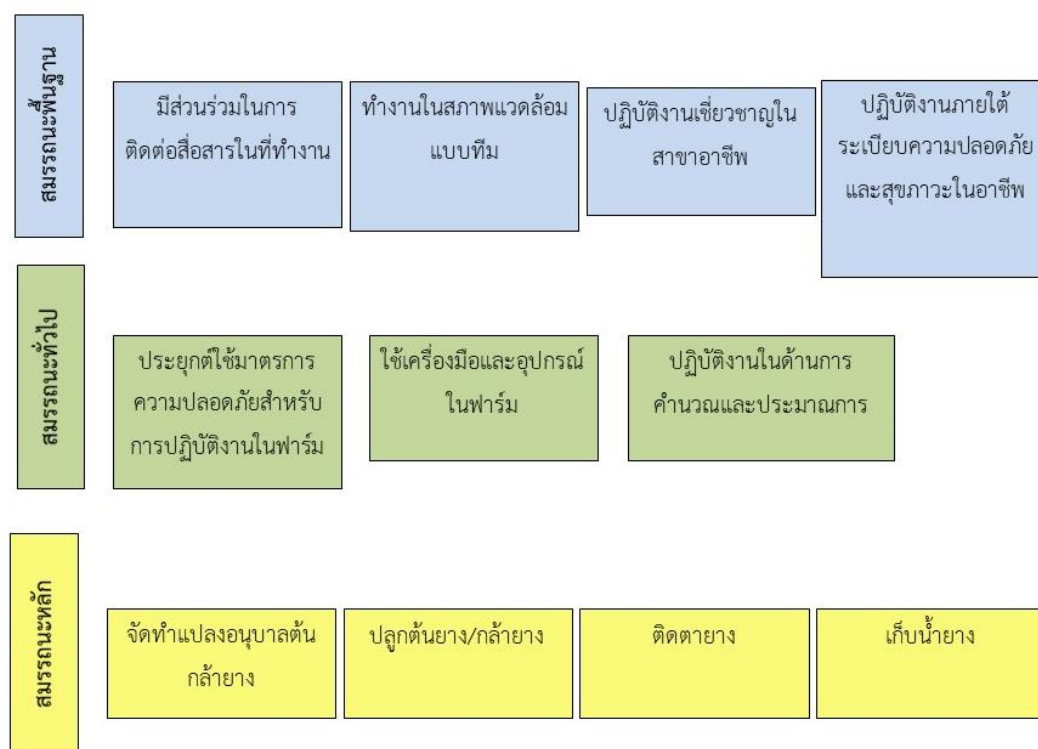 สมรรถนะพื้นฐาน
มีส่วนร่วมในการ
ติดต่อสื่อสารในที่ทำงาน
ทำงานในสภาพแวดล้อม
แบบทีม
ปฏิบัติงานเชี่ยวชาญใน
สาขาอาชีพ
ปฏิบัติงานภายใต้
ระเบียบความปลอดภัย
และสุขภาวะในอาชีพ
สมรรถนะทั่วไป
ประยุกต์ใช้มาตรการ
ความปลอดภัยสำหรับ
การปฏิบัติงานในฟาร์ม
ใช้เครื่องมือและอุปกรณ์
ในฟาร์ม
ปฏิบัติงานในด้านการ
คำนวณและประมาณการ
สมรรถนะหลัก
จัดทำแปลงอนุบาลต้น
กล้ายาง
ปลูกต้นยาง/กล้ายาง
ติดตายาง
เก็บน้ำยาง